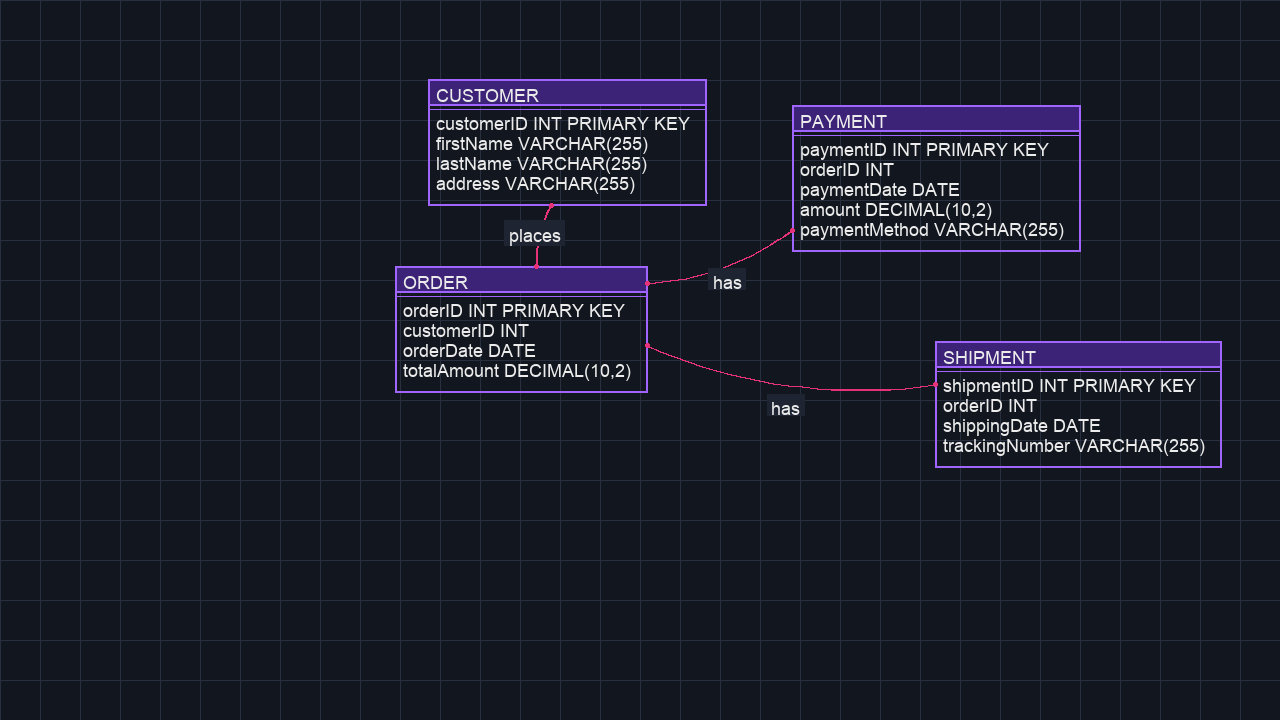 CUSTOMER
customerID INT PRIMARY KEY
firstName VARCHAR(255)
lastName VARCHAR(255)
address VARCHAR(255)
PAYMENT
paymentID INT PRIMARY KEY
orderID INT
paymentDate DATE
amount DECIMAL(10,2)
paymentMethod VARCHAR(255)
places
has
ORDER
orderID INT PRIMARY KEY
customerID INT
orderDate DATE
totalAmount DECIMAL(10,2)
has
SHIPMENT
shipmentID INT PRIMARY KEY
orderID INT
shippingDate DATE
trackingNumber VARCHAR(255)